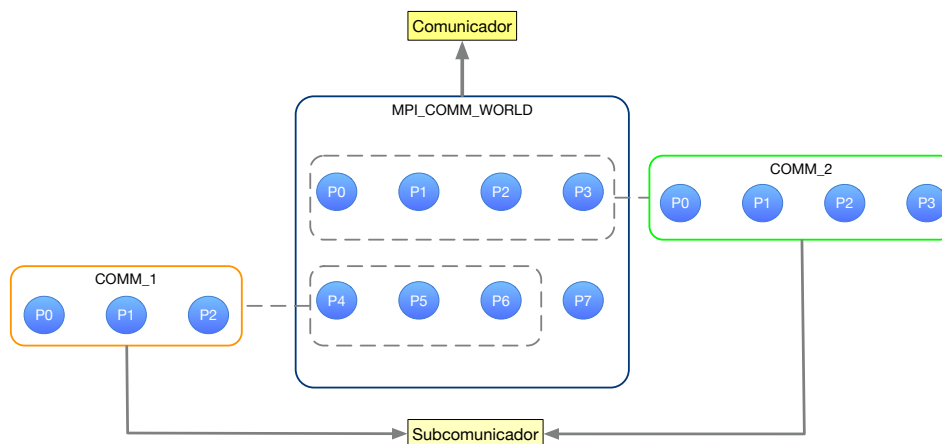 Comunicador
MPI_COMM_WORLD
P0 P1 P2 P3
COMM_2
P0 P1 P2 P3
COMM_1
P0 P1 P2
P4 P5 P6 P7
Subcomunicador